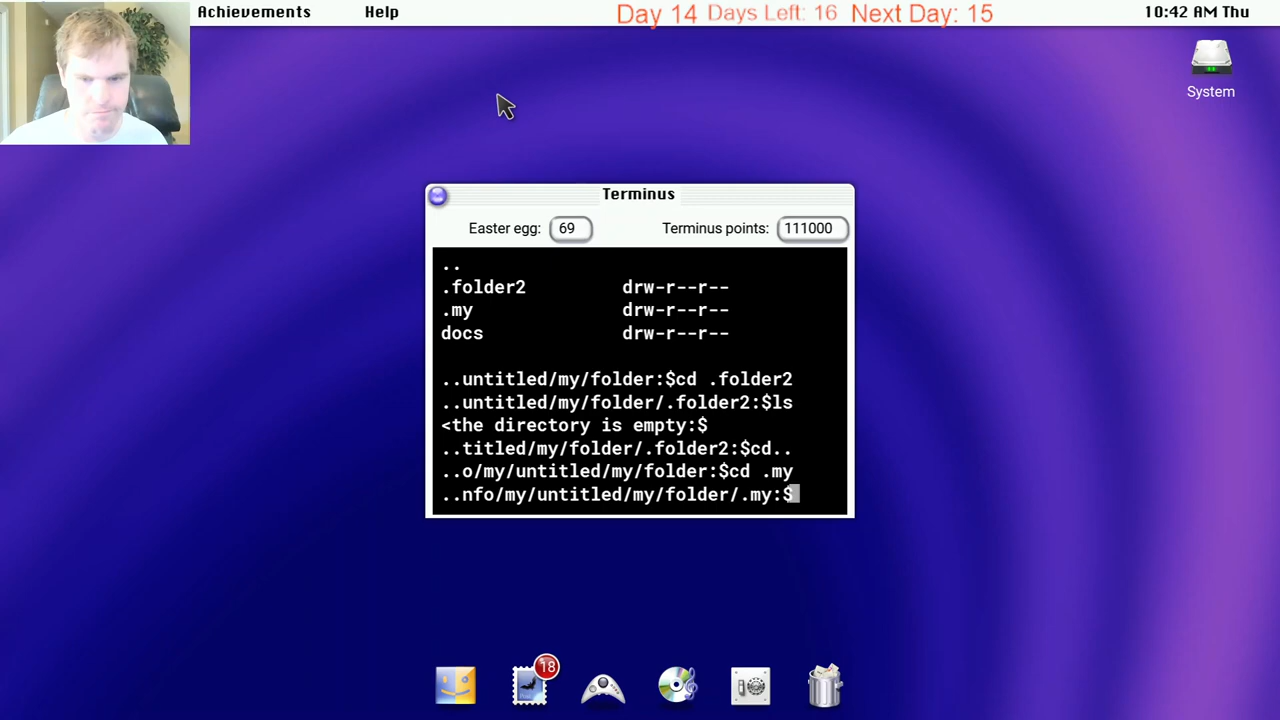 Achievements Help Day 14 Days Left: 16 Next Day: 15 10:42 AM Thu
System
Terminus
Easter egg: 69 Terminus points: 111000
..
.folder2 drw-r--r--
.my drw-r--r--
docs drw-r--r--
..untitled/my/folder:$cd .folder2
..untitled/my/folder/.folder2:$ls
<the directory is empty:$
..titled/my/folder/.folder2:$cd..
..o/my/untitled/my/folder:$cd .my
..nfo/my/untitled/my/folder/.my:$
18